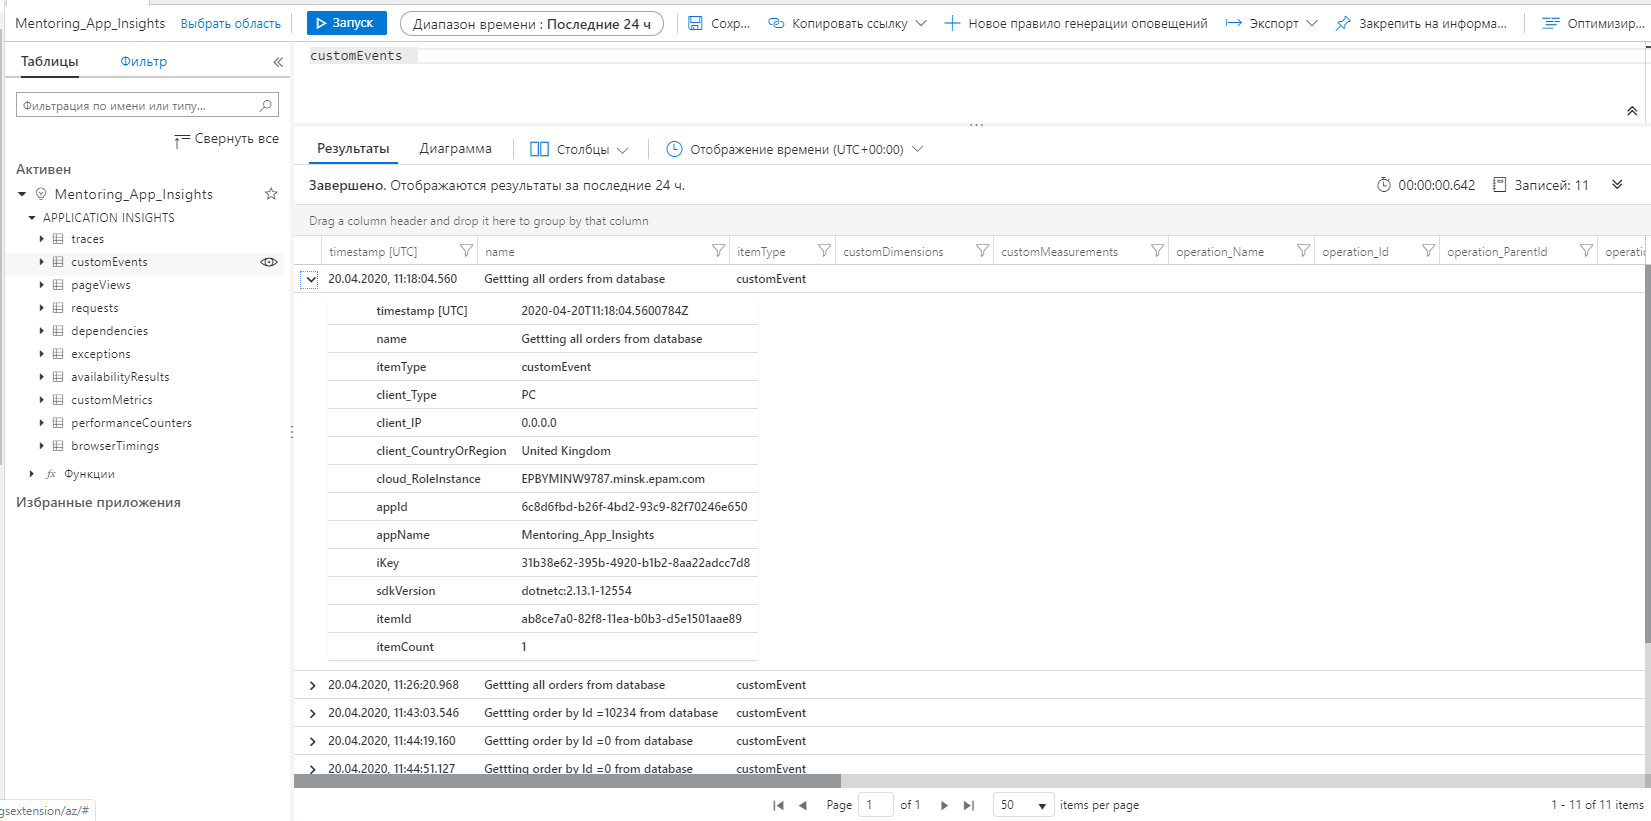 Mentoring_App_Insights Выбрать область Запуск Диапазон времени : Последние 24 ч Сохр... Копировать ссылку Новое правило генерации оповещений Экспорт Закрепить на информа... Оптимизир...
Таблицы Фильтр
customEvents
Фильтрация по имени или типу...
Свернуть все
Активен
Mentoring_App_Insights
APPLICATION INSIGHTS
traces
customEvents
pageViews
requests
dependencies
exceptions
availabilityResults
customMetrics
performanceCounters
browserTimings
fx Функции
Избранные приложения
gsextension/az/#
Результаты Диаграмма Столбцы Отображение времени (UTC+00:00)
Завершено. Отображаются результаты за последние 24 ч. 00:00:00.642 Записей: 11
Drag a column header and drop it here to group by that column
timestamp [UTC] name itemType customDimensions customMeasurements operation_Name operation_Id operation_ParentId operatio
20.04.2020, 11:18:04.560 Gettting all orders from database customEvent
timestamp [UTC] 2020-04-20T11:18:04.5600784Z
name Gettting all orders from database
itemType customEvent
client_Type PC
client_IP 0.0.0.0
client_CountryOrRegion United Kingdom
cloud_RoleInstance EPBYMINW9787.minsk.epam.com
appId 6c8d6fbd-b26f-4bd2-93c9-82f70246e650
appName Mentoring_App_Insights
iKey 31b38e62-395b-4920-b1b2-8aa22adcc7d8
sdkVersion dotnetc:2.13.1-12554
itemId ab8ce7a0-82f8-11ea-b0b3-d5e1501aae89
itemCount 1
20.04.2020, 11:26:20.968 Gettting all orders from database customEvent
20.04.2020, 11:43:03.546 Gettting order by Id =10234 from database customEvent
20.04.2020, 11:44:19.160 Gettting order by Id =0 from database customEvent
20.04.2020, 11:44:51.127 Gettting order by Id =0 from database customEvent
Page 1 of 1 50 items per page 1 - 11 of 11 items